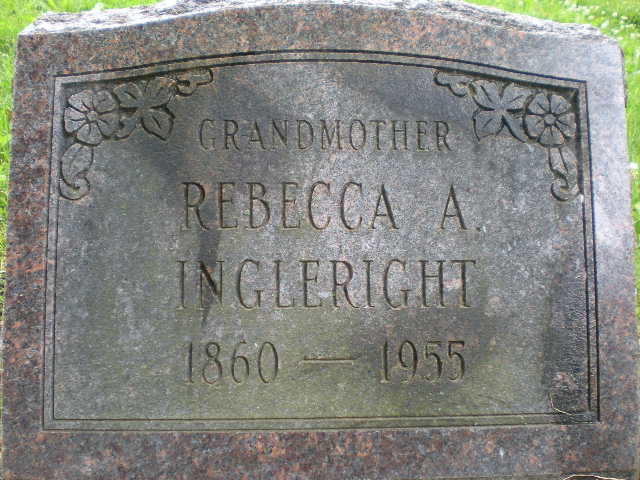 GRANDMOTHER
REBECCA A.
INGLERIGHT
1860 — 1955